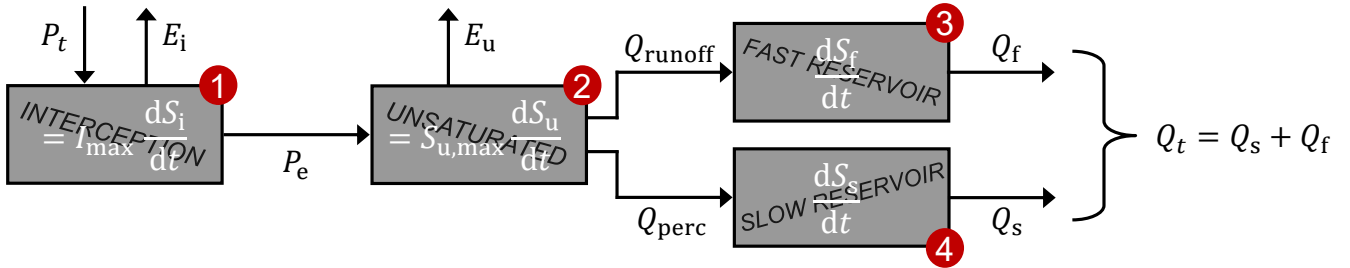 P_t
E_i
1
INTERCEPTION
= I_max dS_i/dt
P_e
E_u
2
UNSATURATED
= S_u,max dS_u/dt
Q_runoff
3
FAST RESERVOIR
dS_f/dt
Q_f
Q_perc
SLOW RESERVOIR
dS_s/dt
4
Q_s
Q_t = Q_s + Q_f